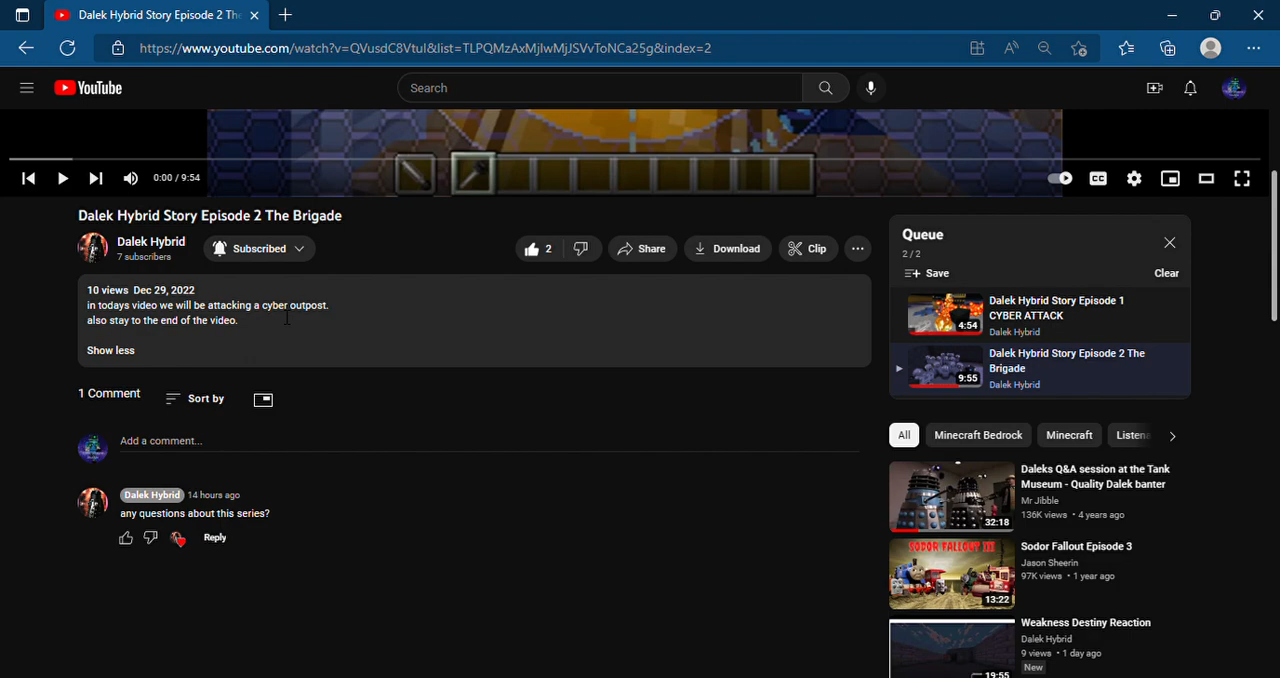 Dalek Hybrid Story Episode 2 The
https://www.youtube.com/watch?v=QVusdC8VtuI&list=TLPQMzAxMjIwMjJSVvToNCa25g&index=2
YouTube
Search
0:00 / 9:54
CC
Dalek Hybrid Story Episode 2 The Brigade
Dalek Hybrid
7 subscribers
Subscribed
2
Share
Download
Clip
10 views Dec 29, 2022
in todays video we will be attacking a cyber outpost.
also stay to the end of the video.
Show less
1 Comment
Sort by
Add a comment...
Dalek Hybrid 14 hours ago
any questions about this series?
Reply
Queue
2 / 2
Save
Clear
4:54
Dalek Hybrid Story Episode 1
CYBER ATTACK
Dalek Hybrid
9:55
Dalek Hybrid Story Episode 2 The
Brigade
Dalek Hybrid
All
Minecraft Bedrock
Minecraft
Listena
32:18
Daleks Q&A session at the Tank
Museum - Quality Dalek banter
Mr Jibble
136K views • 4 years ago
SODOR FALLOUT III
13:22
Sodor Fallout Episode 3
Jason Sheerin
97K views • 1 year ago
19:55
Weakness Destiny Reaction
Dalek Hybrid
9 views • 1 day ago
New